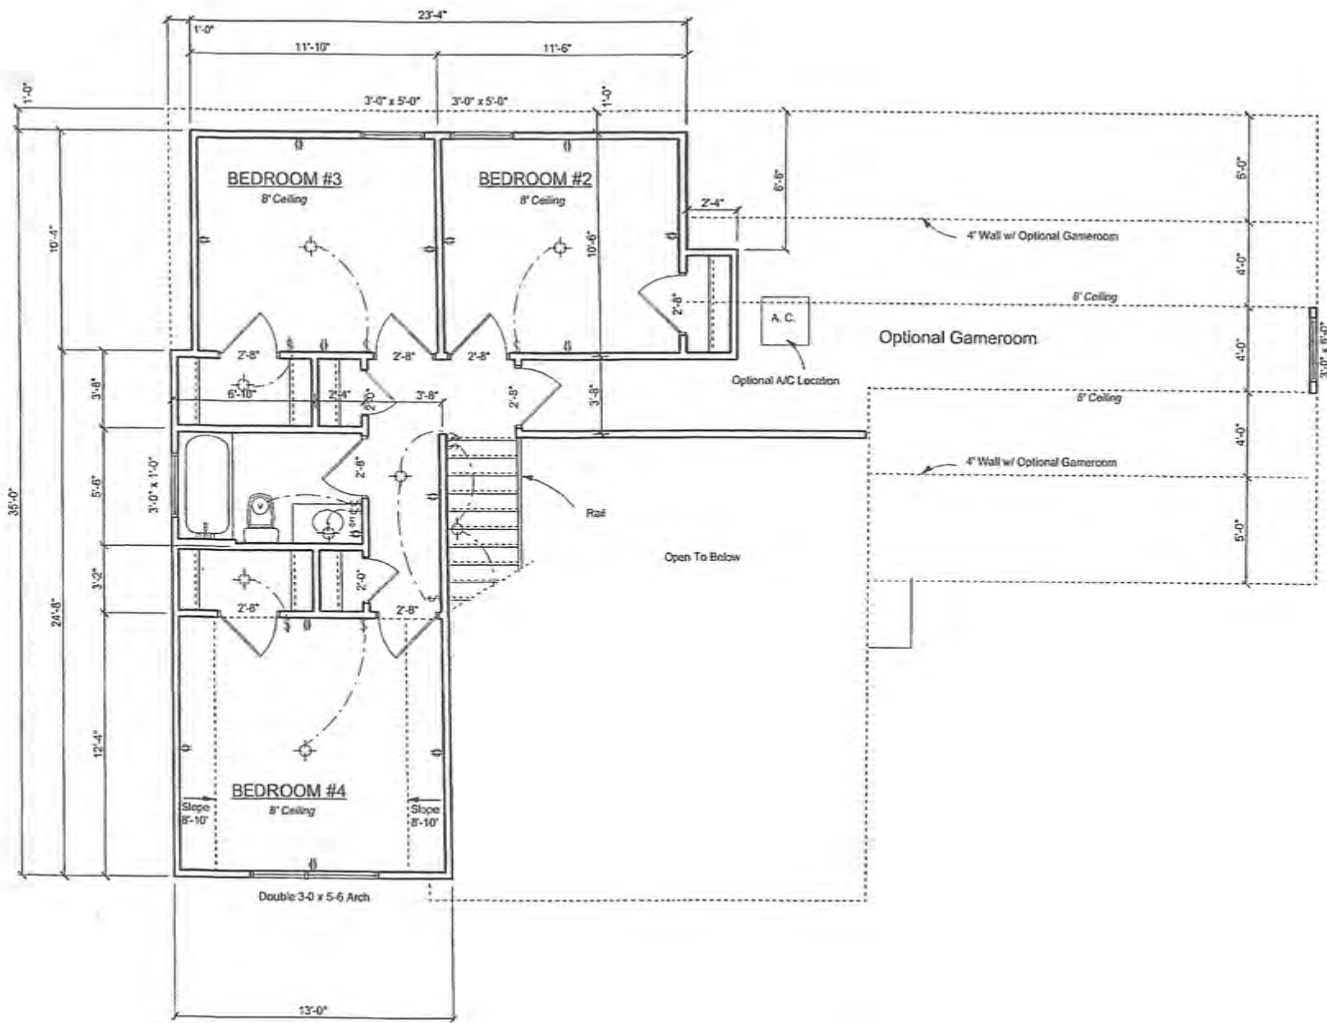 23'-4"
1'-0"
11'-10"
11'-6"
1'-0"
3'-0" x 5'-0"
3'-0" x 5'-0"
1'-0"
BEDROOM #3
8' Ceiling
BEDROOM #2
8' Ceiling
6'-8"
5'-0"
2'-4"
4" Wall w/ Optional Gameroom
10'-4"
10'-6"
4'-0"
2'-8"
8' Ceiling
A. C.
Optional Gameroom
4'-0"
3'-0" x 5'-0"
2'-8"
2'-8"
2'-8"
Optional A/C Location
3'-8"
6'-10"
2'-4"
2'-0"
3'-8"
2'-8"
3'-8"
8' Ceiling
4'-0"
4" Wall w/ Optional Gameroom
35'-0"
5'-6"
3'-0" x 1'-0"
2'-8"
Rail
5'-0"
Open To Below
3'-2"
2'-0"
24'-8"
2'-8"
2'-8"
12'-4"
BEDROOM #4
8' Ceiling
Slope
8'-10'
Slope
8'-10'
Double 3-0 x 5-6 Arch
13'-0"